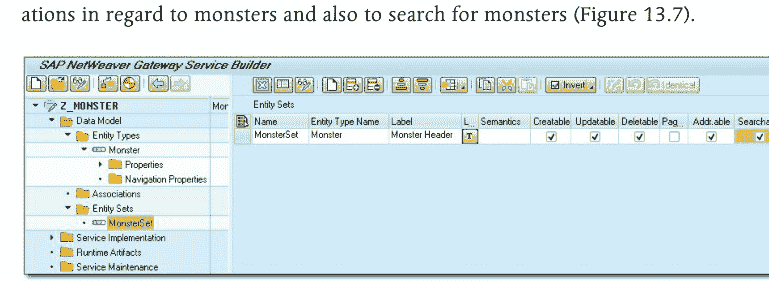 ations in regard to monsters and also to search for monsters (Figure 13.7).
SAP NetWeaver Gateway Service Builder
Invert
Identical
Z_MONSTER Mor
Data Model
Entity Types
Monster
Properties
Navigation Properties
Associations
Entity Sets
MonsterSet
Service Implementation
Runtime Artifacts
Service Maintenance
Entity Sets
Name Entity Type Name Label L... Semantics Creatable Updatable Deletable Pag... Addr.able Searcha
MonsterSet Monster Monster Header T